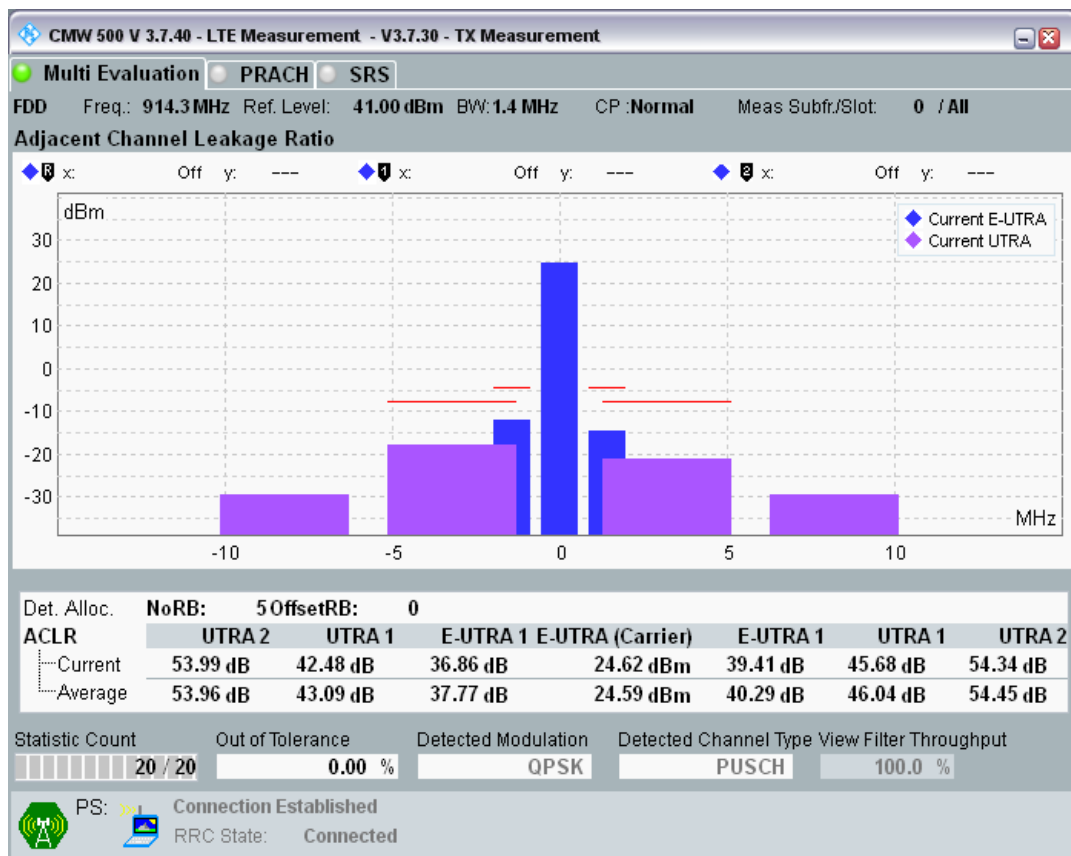 CMW 500 V 3.7.40 - LTE Measurement - V3.7.30 - TX Measurement
Multi Evaluation PRACH SRS
FDD Freq.: 914.3 MHz Ref. Level: 41.00 dBm BW: 1.4 MHz CP :Normal Meas Subfr./Slot: 0 / All
Adjacent Channel Leakage Ratio
R x: Off y: --- 1 x: Off y: --- 2 x: Off y: ---
dBm
Current E-UTRA
Current UTRA
30
20
10
0
-10
-20
-30
MHz
-10 -5 0 5 10
Det. Alloc. NoRB: 5 OffsetRB: 0
ACLR UTRA 2 UTRA 1 E-UTRA 1 E-UTRA (Carrier) E-UTRA 1 UTRA 1 UTRA 2
Current 53.99 dB 42.48 dB 36.86 dB 24.62 dBm 39.41 dB 45.68 dB 54.34 dB
Average 53.96 dB 43.09 dB 37.77 dB 24.59 dBm 40.29 dB 46.04 dB 54.45 dB
Statistic Count Out of Tolerance Detected Modulation Detected Channel Type View Filter Throughput
20 / 20 0.00 % QPSK PUSCH 100.0 %
PS: Connection Established
RRC State: Connected